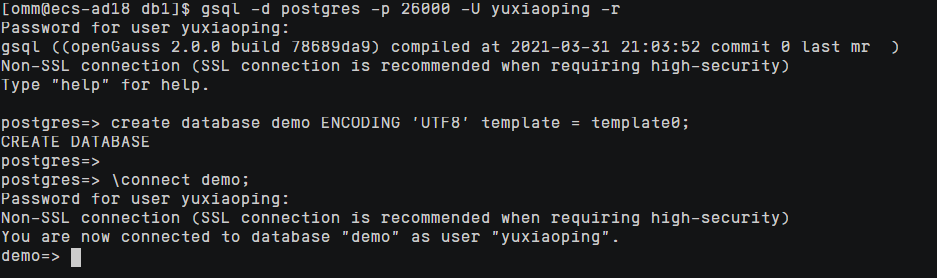 [omm@ecs-ad18 db1]$ gsql -d postgres -p 26000 -U yuxiaoping -r
Password for user yuxiaoping:
gsql ((openGauss 2.0.0 build 78689da9) compiled at 2021-03-31 21:03:52 commit 0 last mr  )
Non-SSL connection (SSL connection is recommended when requiring high-security)
Type "help" for help.

postgres=> create database demo ENCODING 'UTF8' template = template0;
CREATE DATABASE
postgres=>
postgres=> \connect demo;
Password for user yuxiaoping:
Non-SSL connection (SSL connection is recommended when requiring high-security)
You are now connected to database "demo" as user "yuxiaoping".
demo=>